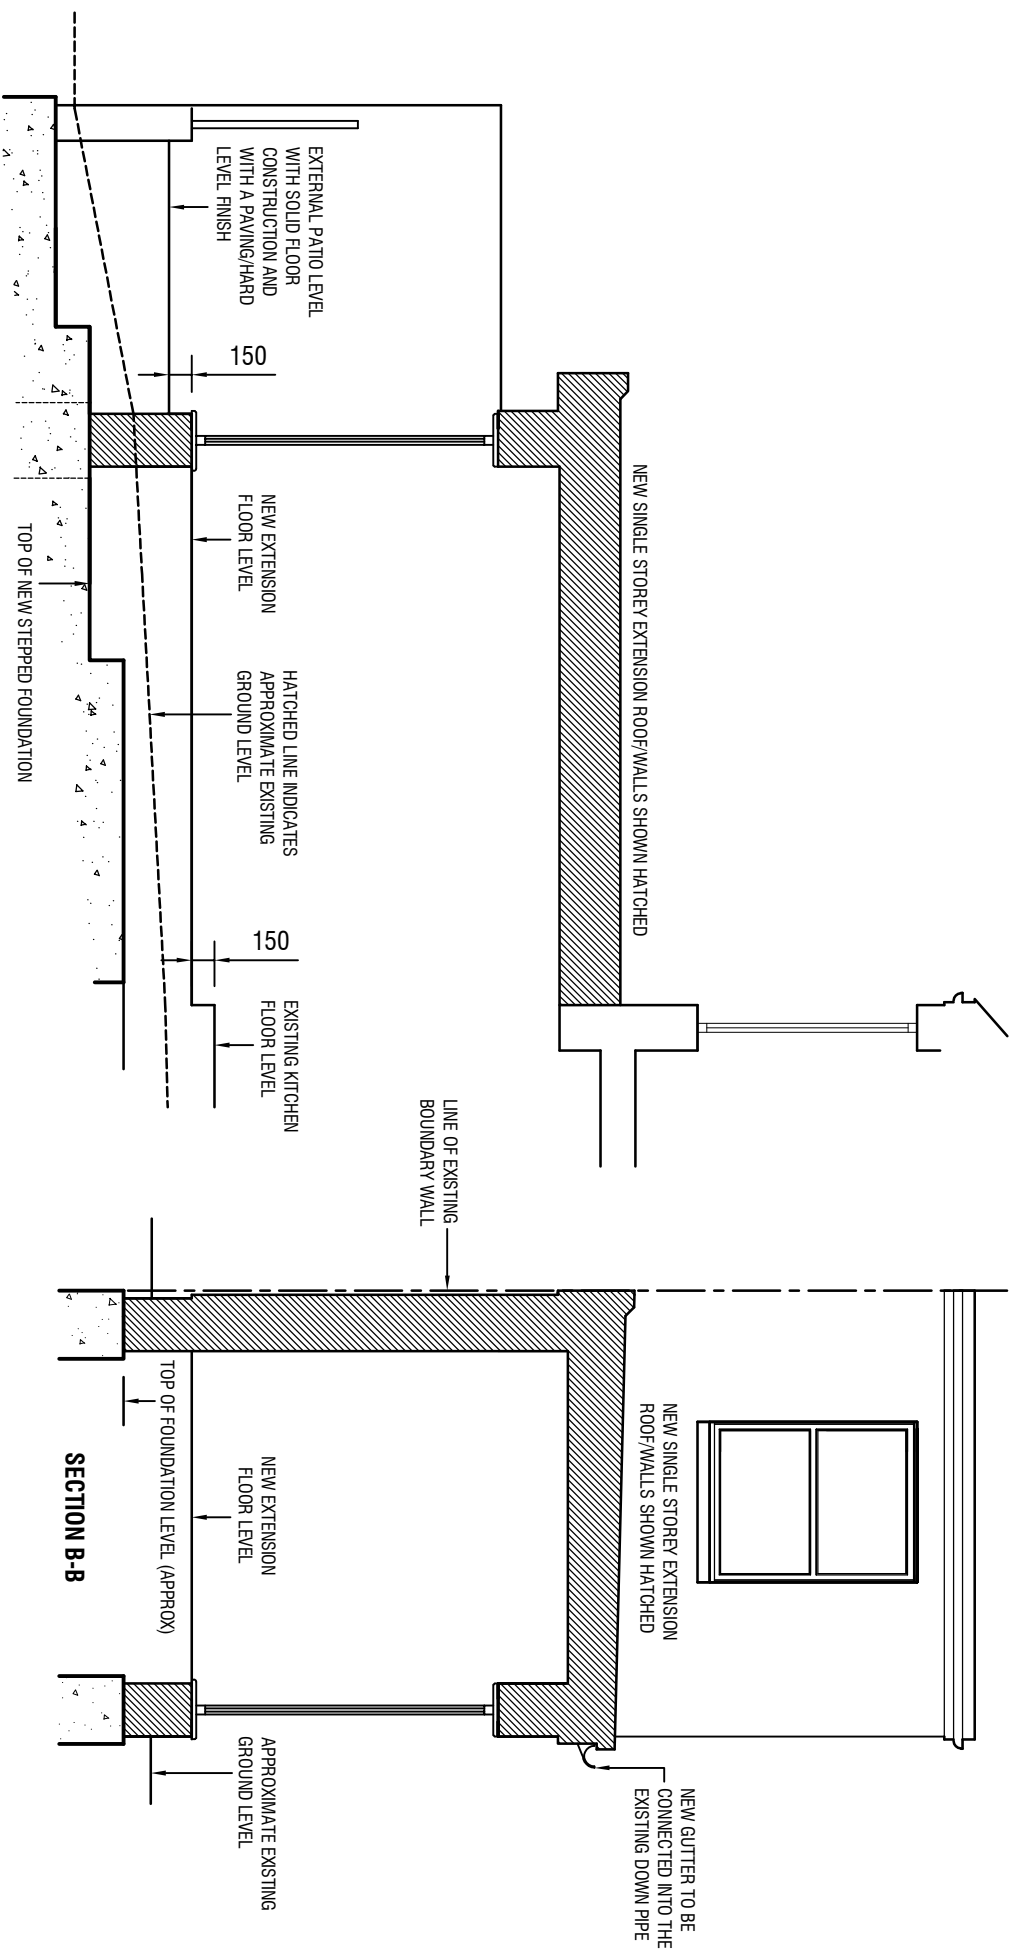 NEW SINGLE STOREY EXTENSION ROOF/WALLS SHOWN HATCHED
EXTERNAL PATIO LEVEL
WITH SOLID FLOOR
CONSTRUCTION AND
WITH A PAVING/HARD
LEVEL FINISH
150
NEW EXTENSION
FLOOR LEVEL
HATCHED LINE INDICATES
APPROXIMATE EXISTING
GROUND LEVEL
150
EXISTING KITCHEN
FLOOR LEVEL
TOP OF NEW STEPPED FOUNDATION
LINE OF EXISTING
BOUNDARY WALL
NEW SINGLE STOREY EXTENSION
ROOF/WALLS SHOWN HATCHED
NEW GUTTER TO BE
CONNECTED INTO THE
EXISTING DOWN PIPE
NEW EXTENSION
FLOOR LEVEL
APPROXIMATE EXISTING
GROUND LEVEL
TOP OF FOUNDATION LEVEL (APPROX)
SECTION B-B